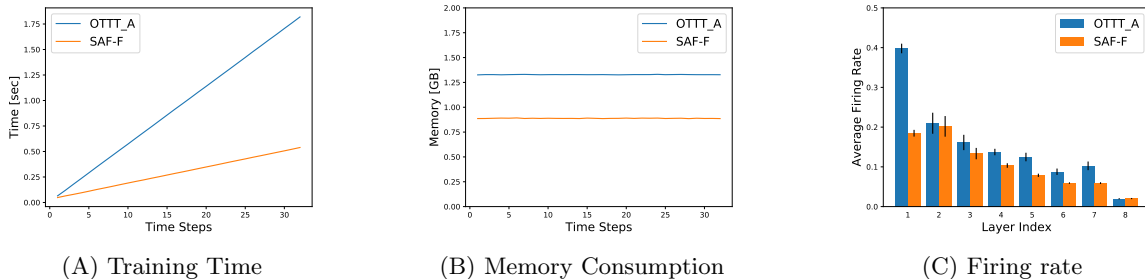 OTTT_A
SAF-F
Time [sec]
1.75
1.50
1.25
1.00
0.75
0.50
0.25
0.00
0 5 10 15 20 25 30
Time Steps
(A) Training Time
OTTT_A
SAF-F
Memory [GB]
2.00
1.75
1.50
1.25
1.00
0.75
0.50
0.25
0.00
0 5 10 15 20 25 30
Time Steps
(B) Memory Consumption
OTTT_A
SAF-F
Average Firing Rate
0.5
0.4
0.3
0.2
0.1
0.0
1 2 3 4 5 6 7 8
Layer Index
(C) Firing rate